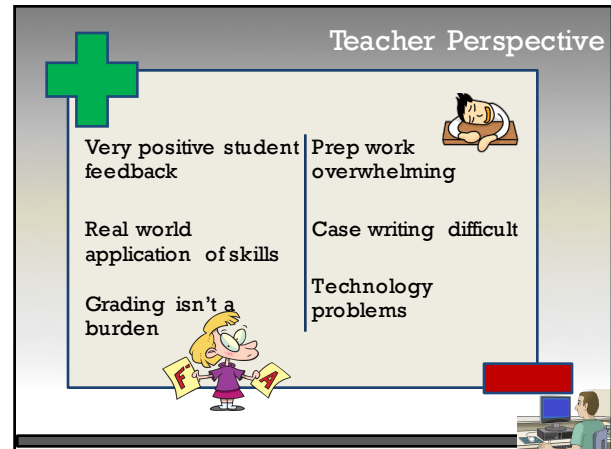 Teacher Perspective
Very positive student
feedback
Real world
application of skills
Grading isn't a
burden
Prep work
overwhelming
Case writing difficult
Technology
problems
F-
A